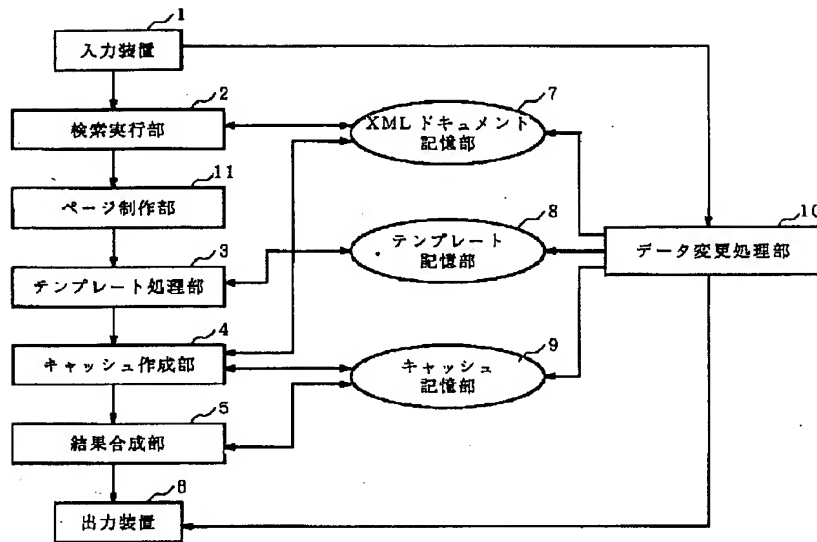 1
入力装置
2
検索実行部
7
XMLドキュメント
記憶部
11
ページ制作部
8
テンプレート
記憶部
10
データ変更処理部
3
テンプレート処理部
4
キャッシュ作成部
9
キャッシュ
記憶部
5
結果合成部
6
出力装置